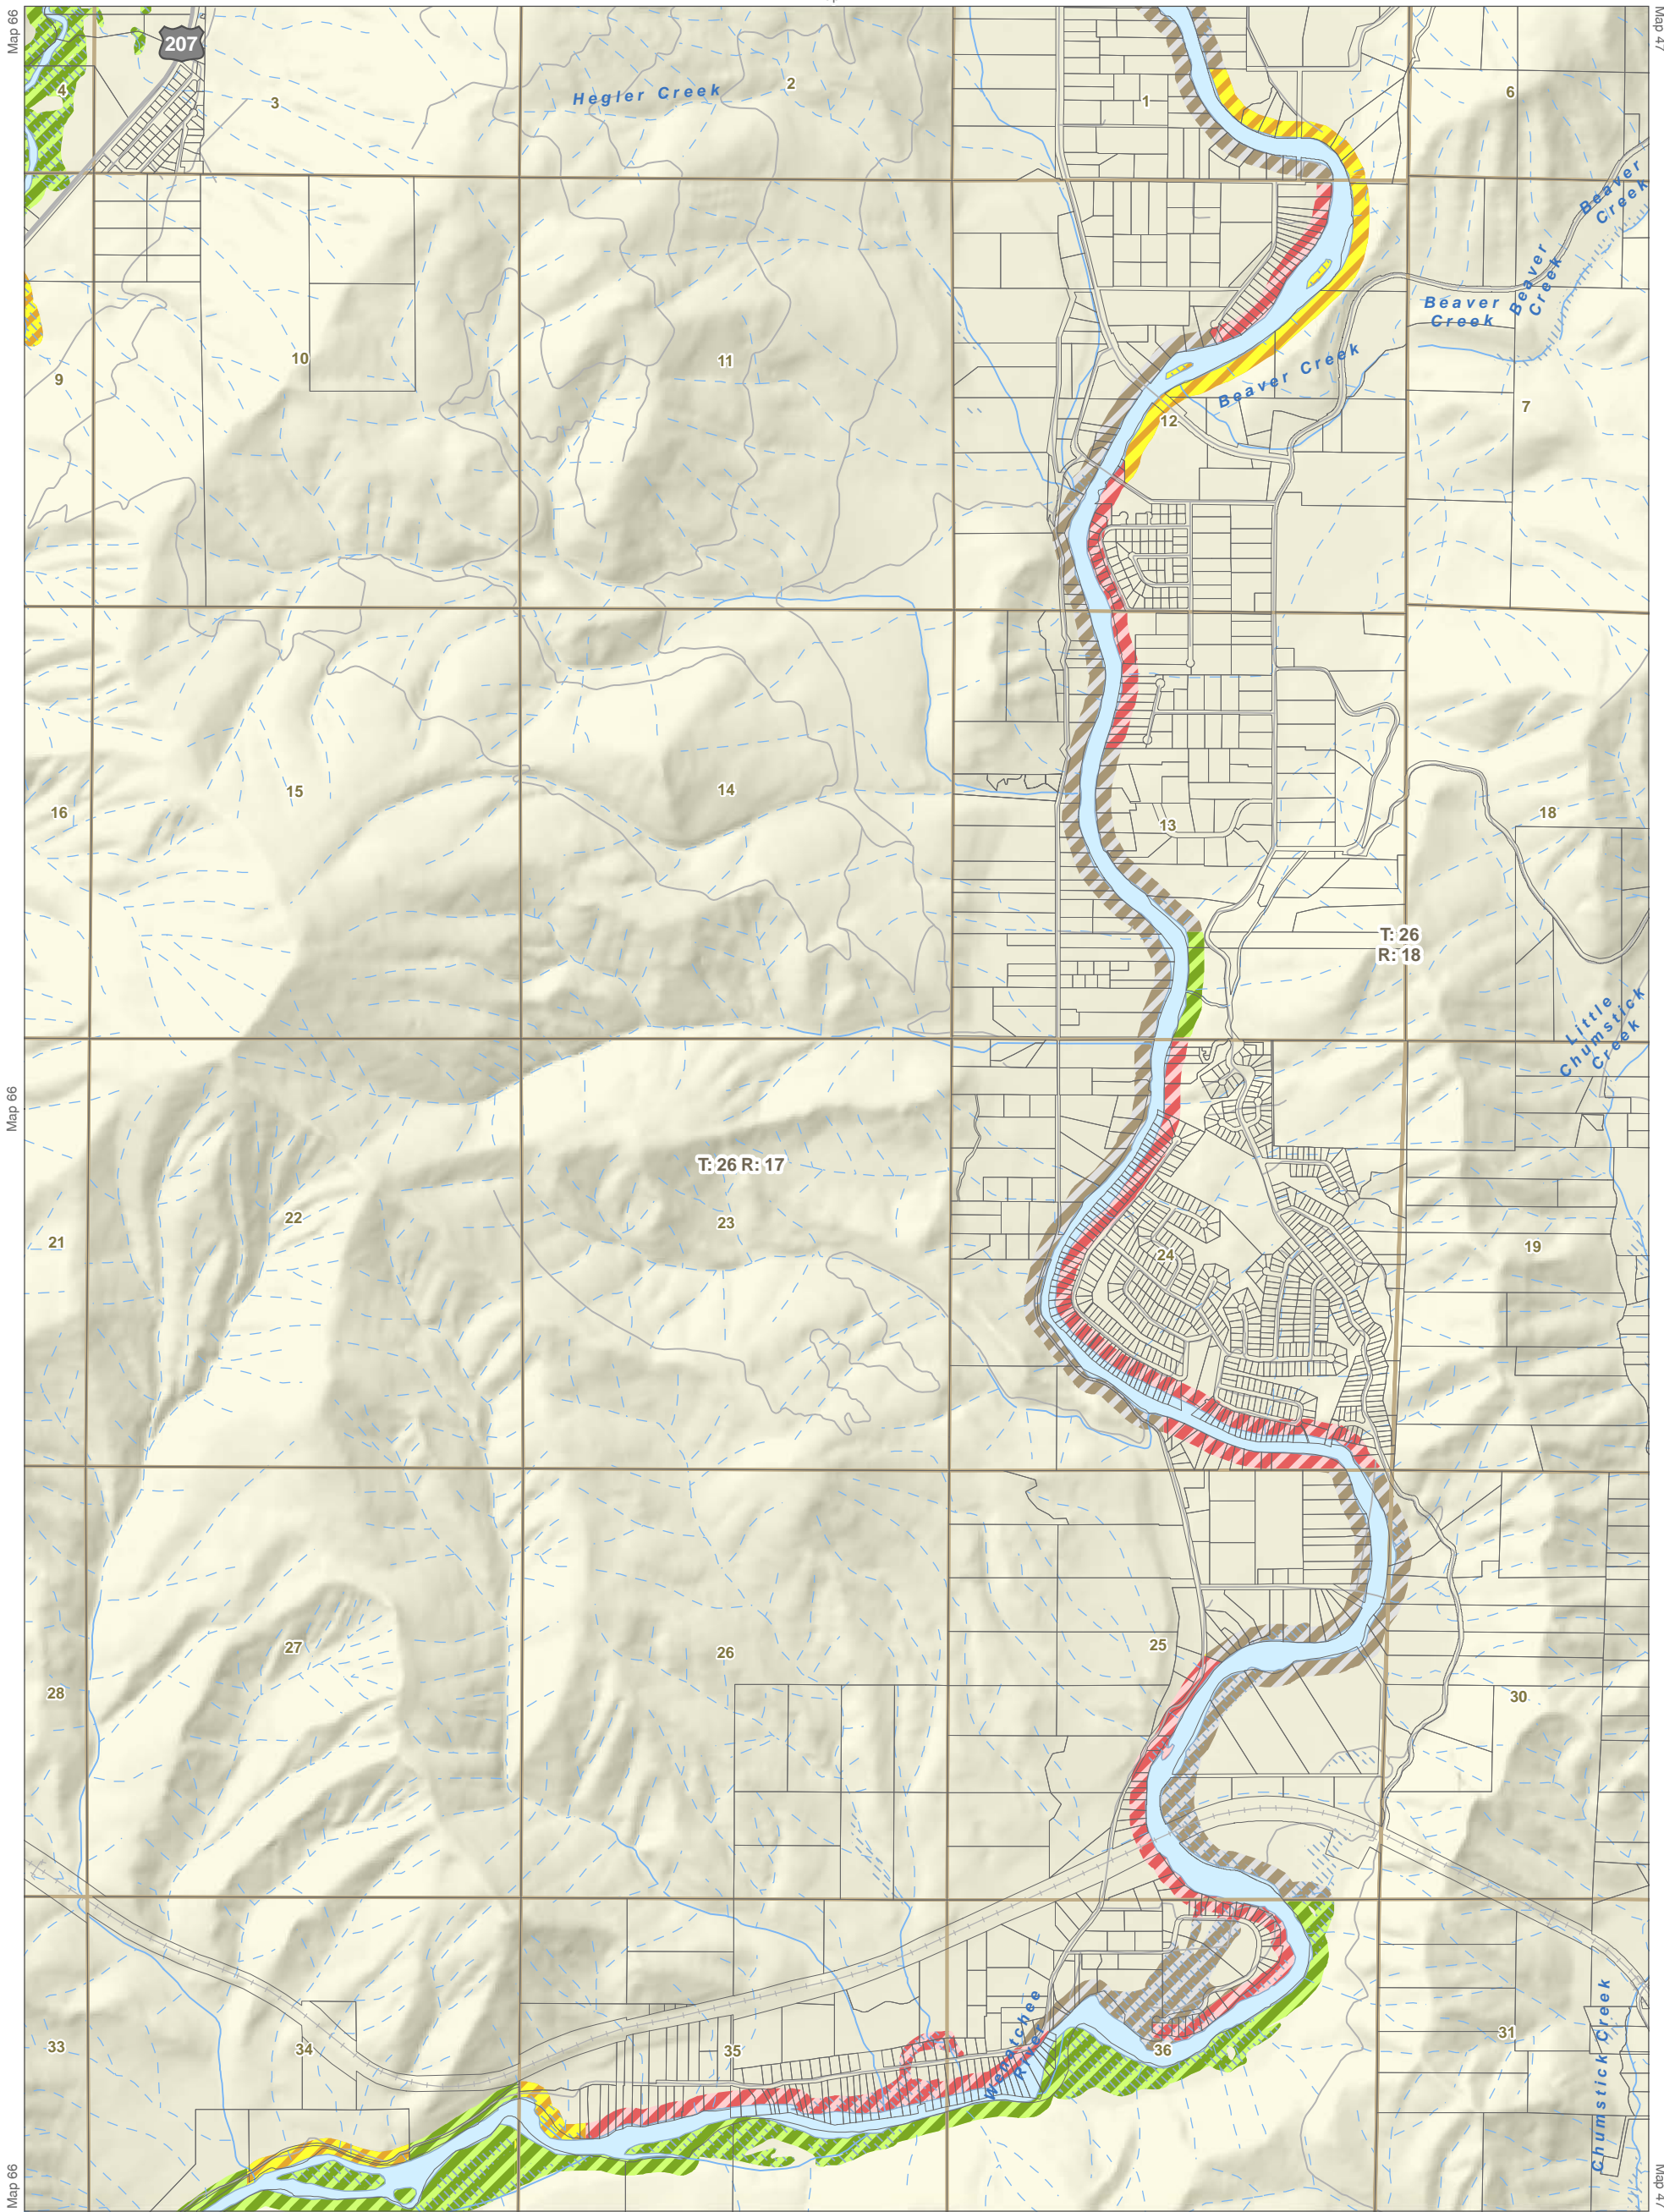 Map 66
Map 47
207
4
3
2
1
6
Hegler Creek
Beaver
Creek
Beaver
Creek
Beaver
Creek
Beaver Creek
9
10
11
12
7
16
15
14
13
18
T: 26
R: 18
Little
Chumstick
Creek
Map 66
T: 26 R: 17
21
22
23
24
19
28
27
26
25
30
33
34
35
36
31
Wenatchee
River
Chumstick Creek
Map 66
Map 47